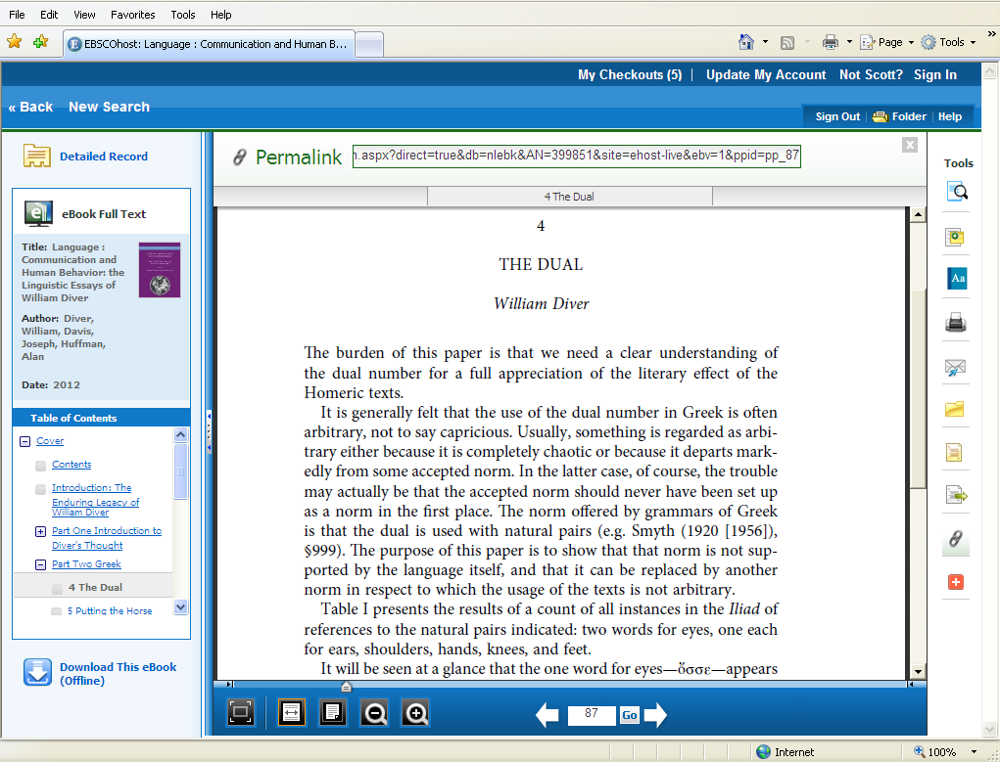 File Edit View Favorites Tools Help
EBSCOhost: Language : Communication and Human B...
Page Tools
My Checkouts (5) | Update My Account Not Scott? Sign In
« Back New Search
Sign Out Folder Help
Detailed Record
eBook Full Text
Title: Language :
Communication and
Human Behavior: the
Linguistic Essays of
William Diver
Author: Diver,
William, Davis,
Joseph, Huffman,
Alan
Date: 2012
Table of Contents
Cover
Contents
Introduction: The
Enduring Legacy of
William Diver
Part One Introduction to
Diver's Thought
Part Two Greek
4 The Dual
5 Putting the Horse
Download This eBook
(Offline)
Permalink
n.aspx?direct=true&db=nlebk&AN=399851&site=ehost-live&ebv=1&ppid=pp_87
4 The Dual
4
THE DUAL
William Diver
The burden of this paper is that we need a clear understanding of
the dual number for a full appreciation of the literary effect of the
Homeric texts.
It is generally felt that the use of the dual number in Greek is often
arbitrary, not to say capricious. Usually, something is regarded as arbi-
trary either because it is completely chaotic or because it departs mark-
edly from some accepted norm. In the latter case, of course, the trouble
may actually be that the accepted norm should never have been set up
as a norm in the first place. The norm offered by grammars of Greek
is that the dual is used with natural pairs (e.g. Smyth (1920 [1956]),
§999). The purpose of this paper is to show that that norm is not sup-
ported by the language itself, and that it can be replaced by another
norm in respect to which the usage of the texts is not arbitrary.
Table I presents the results of a count of all instances in the Iliad of
references to the natural pairs indicated: two words for eyes, one each
for ears, shoulders, hands, knees, and feet.
It will be seen at a glance that the one word for eyes—ὄσσε—appears
87 Go
Tools
Aa
Internet
100%